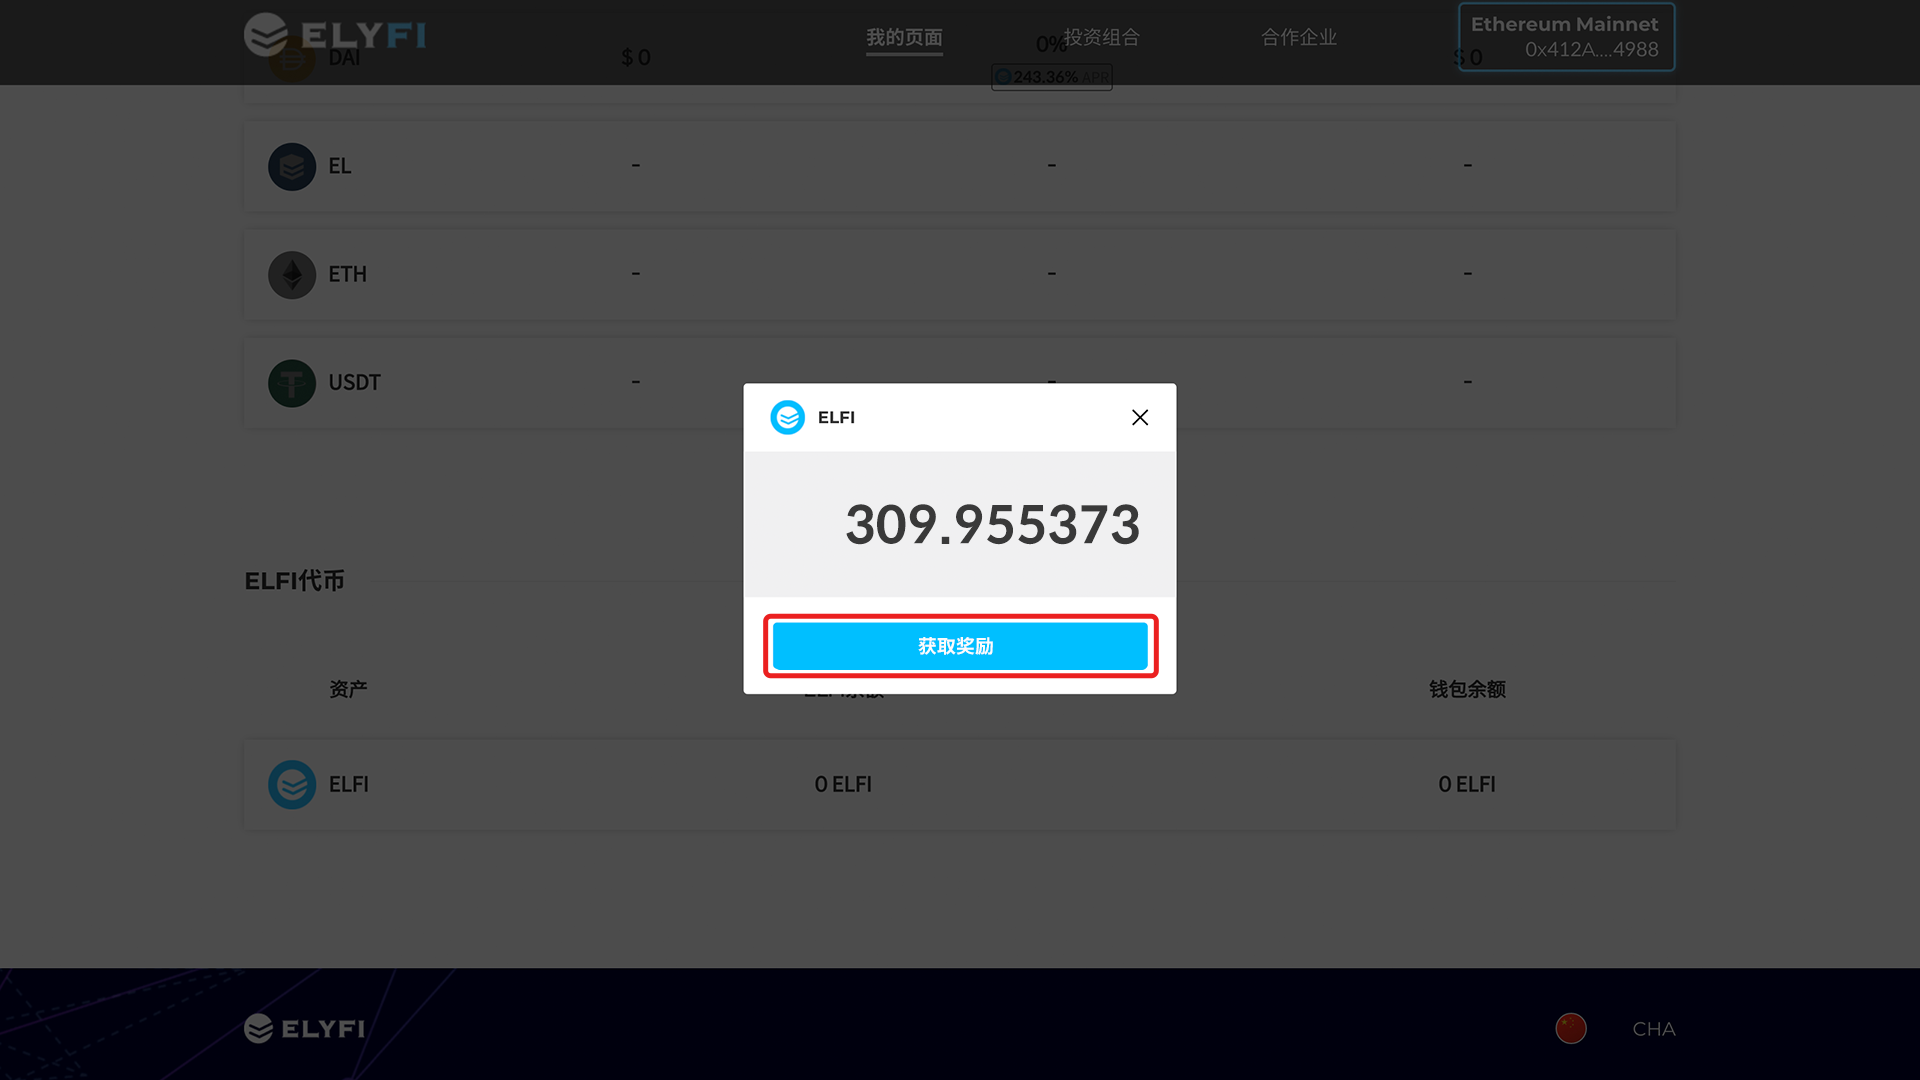 ELYFI
我的页面
投资组合
合作企业
Ethereum Mainnet
0x412A....4988
DAI
$ 0
0%
243.36% APR
$ 0
EL
-
-
-
ETH
-
-
-
USDT
-
-
-
ELFI
309.955373
获取奖励
ELFI代币
资产
钱包余额
ELFI
0 ELFI
0 ELFI
ELYFI
CHA